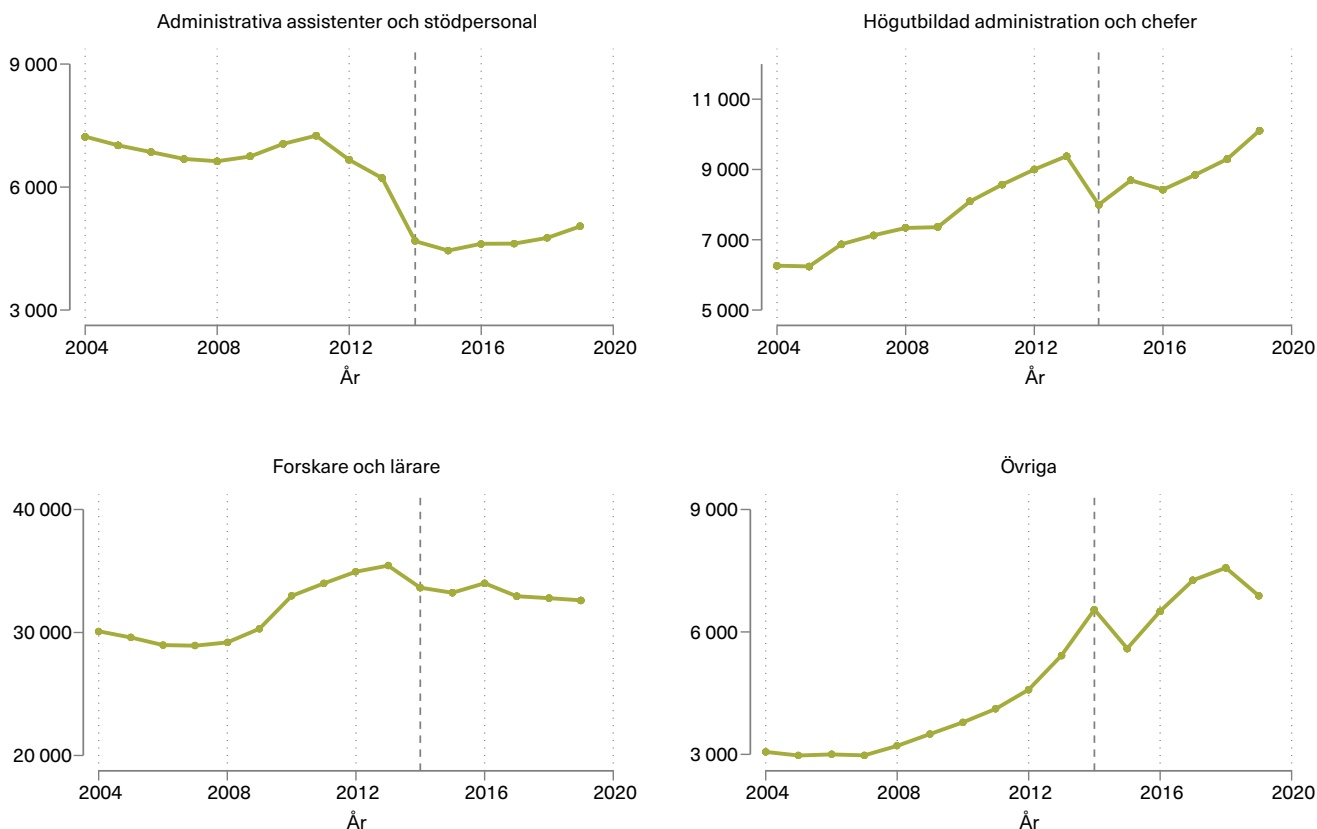 Administrativa assistenter och stödpersonal
9 000
6 000
3 000
2004 2008 2012 2016 2020
År
Högutbildad administration och chefer
11 000
9 000
7 000
5 000
2004 2008 2012 2016 2020
År
Forskare och lärare
40 000
30 000
20 000
2004 2008 2012 2016 2020
År
Övriga
9 000
6 000
3 000
2004 2008 2012 2016 2020
År